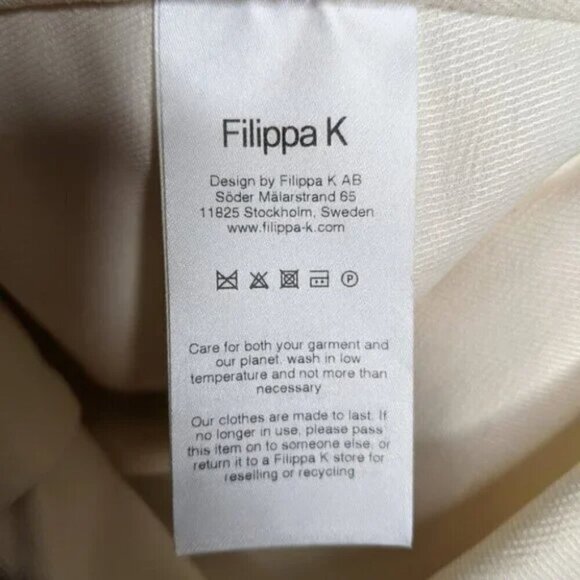 Filippa K
Design by Filippa K AB
Söder Mälarstrand 65
11825 Stockholm, Sweden
www.filippa-k.com
P
Care for both your garment and
our planet, wash in low
temperature and not more than
necessary
Our clothes are made to last. If
no longer in use, please pass
this item on to someone else, or
return it to a Filippa K store for
reselling or recycling